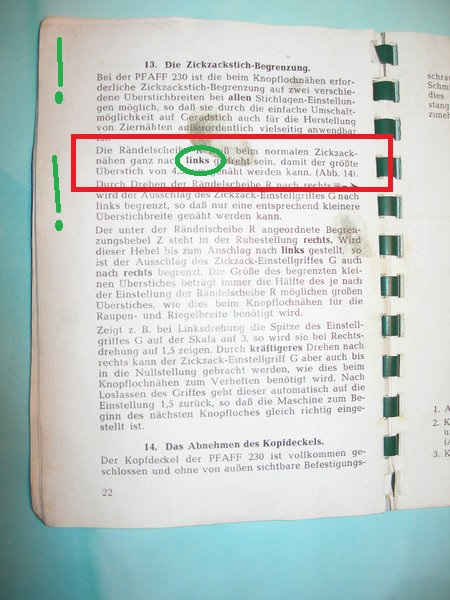 13. Die Zickzackstich-Begrenzung.
Bei der PFAFF 230 ist die beim Knopflochnähen erfor-
derliche Zickzackstich-Begrenzung auf zwei verschie-
dene Überstichbreiten bei allen Stichlagen-Einstellun-
gen möglich, so daß sie durch die einfache Umschalt-
möglichkeit auf Geradstich auch für die Herstellung
von Ziernähten außerordentlich vielseitig anwendbar
ist.
Die Rändelscheibe R muß beim normalen Zickzack-
nähen ganz nach links gedreht sein, damit der größte
Überstich von 4,5 mm genäht werden kann. (Abb. 14).
Durch Drehen der Rändelscheibe R nach rechts
wird der Ausschlag des Zickzack-Einstellgriffes G nach
links begrenzt, so daß nur eine entsprechend kleinere
Überstichbreite genäht werden kann.
Der unter der Rändelscheibe R angeordnete Begren-
zungshebel Z steht in der Ruhestellung rechts. Wird
dieser Hebel bis zum Anschlag nach links gestellt, so
ist der Ausschlag des Zickzack-Einstellgriffes G auch
nach rechts begrenzt. Die Größe des begrenzten klei-
nen Überstiches beträgt immer die Hälfte des je nach
der Einstellung der Rändelscheibe R möglichen großen
Überstiches, wie dies beim Knopflochnähen für die
Raupen- und Riegelbreite benötigt wird.
Zeigt z. B. bei Linksdrehung die Spitze des Einstell-
griffes G auf der Skala auf 3, so wird sie bei Rechts-
drehung auf 1,5 zeigen. Durch kräftigeres Drehen nach
rechts kann der Zickzack-Einstellgriff G aber auch bis
in die Nullstellung gebracht werden, wie dies beim
Knopflochnähen zum Verheften benötigt wird. Nach
Loslassen des Griffes geht dieser automatisch auf die
Einstellung 1,5 zurück, so daß die Maschine zum Be-
ginn des nächsten Knopfloches gleich richtig einge-
stellt ist.
14. Das Abnehmen des Kopfdeckels.
Der Kopfdeckel der PFAFF 230 ist vollkommen ge-
schlossen und ohne von außen sichtbare Befestigungs-
22
schrau
Schmi
dies
stang
zuneh
1. A
2. K
u
(A
3. K